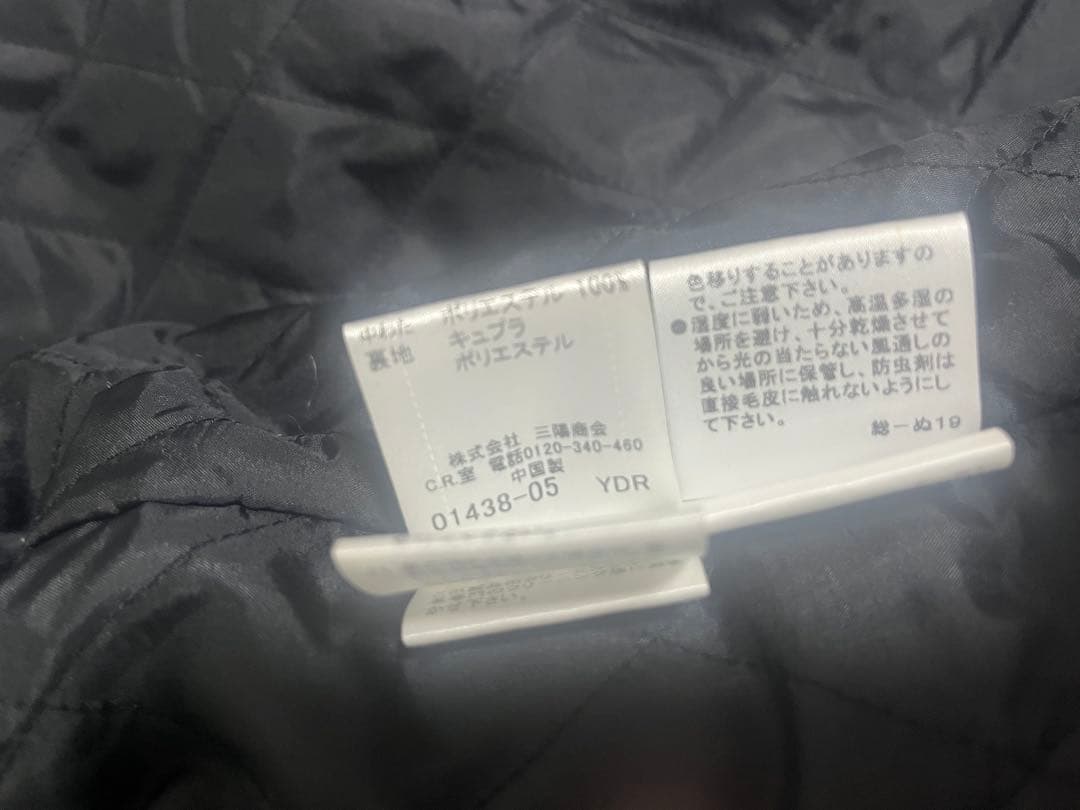 中わた ポリエステル 100%
裏地 キュプラ
ポリエステル
株式会社 三陽商会
C.R.室 電話0120-340-460
中国製
01438-05 YDR
色移りすることがありますの
で、ご注意下さい。
●湿度に弱いため、高温多湿の
場所を避け、十分乾燥させて
から光の当たらない風通しの
良い場所に保管し、防虫剤は
直接毛皮に触れないようにし
て下さい。
総ーぬ19